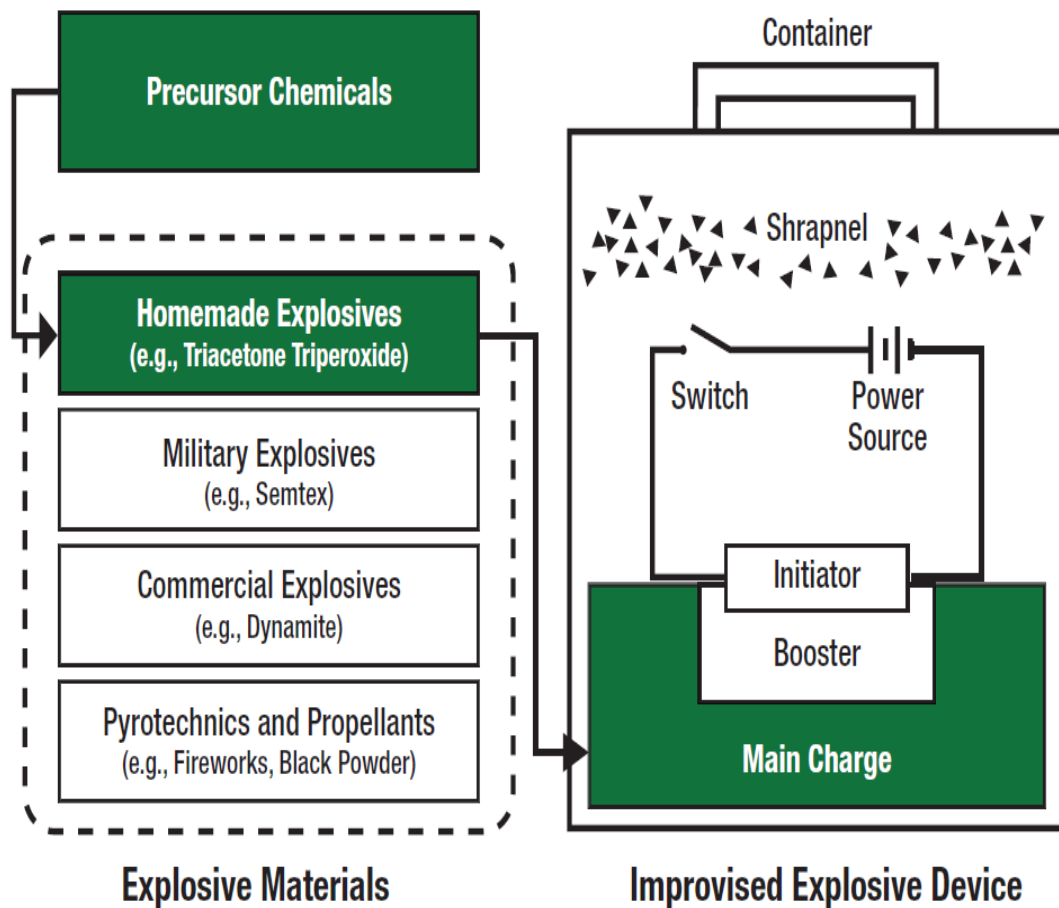 Precursor Chemicals
Homemade Explosives
(e.g., Triacetone Triperoxide)
Military Explosives
(e.g., Semtex)
Commercial Explosives
(e.g., Dynamite)
Pyrotechnics and Propellants
(e.g., Fireworks, Black Powder)
Explosive Materials
Container
Shrapnel
Switch
Power
Source
Initiator
Booster
Main Charge
Improvised Explosive Device